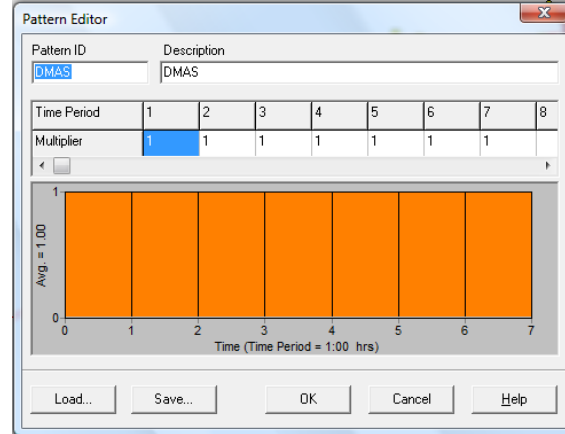 Pattern Editor
Pattern ID Description
DMAS DMAS
Time Period 1 2 3 4 5 6 7 8
Multiplier 1 1 1 1 1 1 1
1
Avg. = 1.00
0
0 1 2 3 4 5 6 7
Time (Time Period = 1:00 hrs)
Load... Save... OK Cancel Help